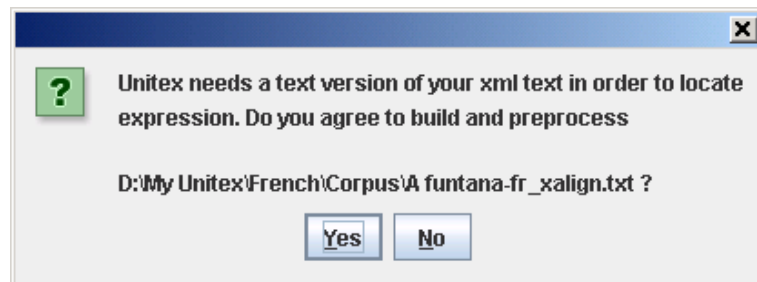 ?
Unitex needs a text version of your xml text in order to locate
expression. Do you agree to build and preprocess
D:\My Unitex\French\Corpus\A funtana-fr_xalign.txt ?
Yes No